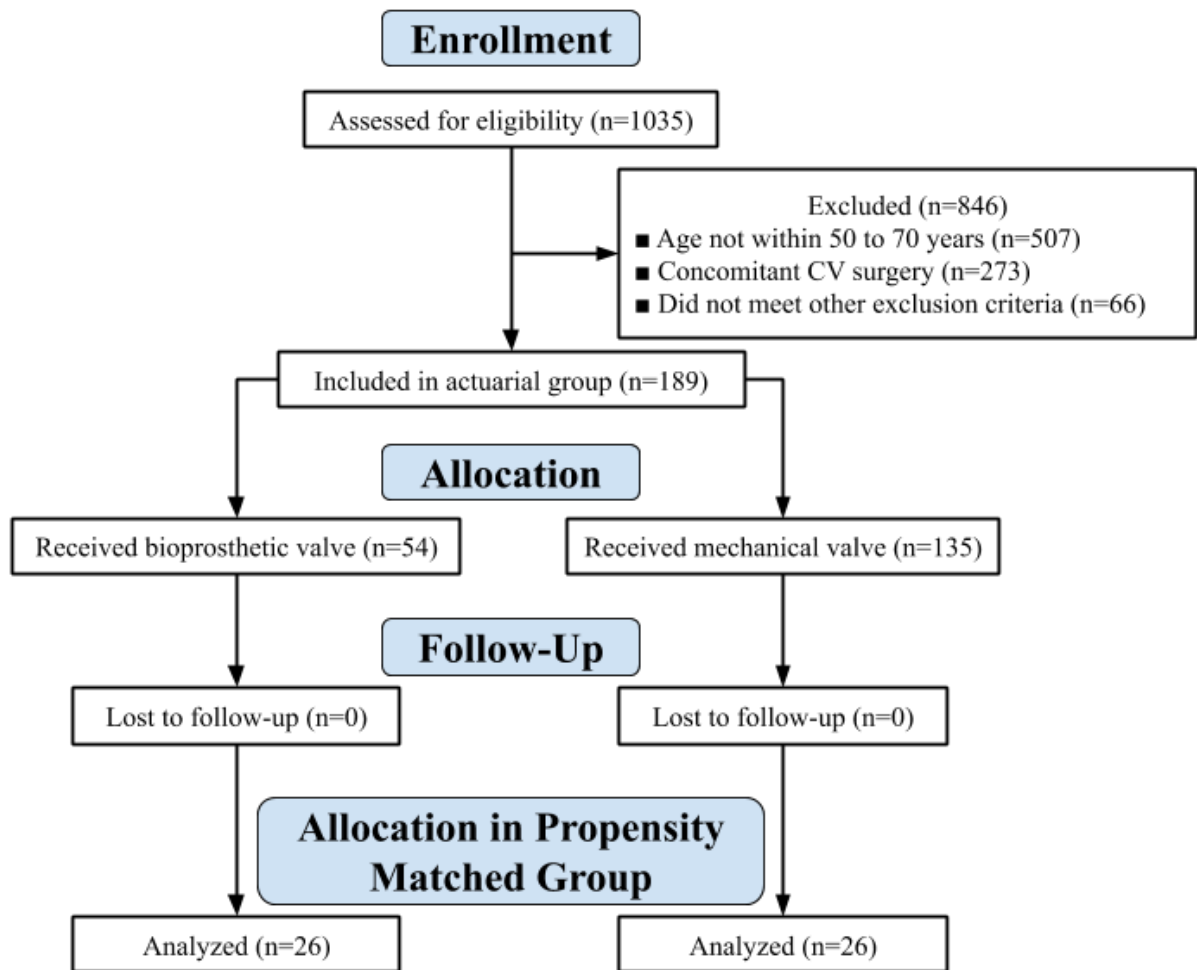 Enrollment
Assessed for eligibility (n=1035)
Excluded (n=846)
■ Age not within 50 to 70 years (n=507)
■ Concomitant CV surgery (n=273)
■ Did not meet other exclusion criteria (n=66)
Included in actuarial group (n=189)
Allocation
Received bioprosthetic valve (n=54)
Received mechanical valve (n=135)
Follow-Up
Lost to follow-up (n=0)
Lost to follow-up (n=0)
Allocation in Propensity
Matched Group
Analyzed (n=26)
Analyzed (n=26)